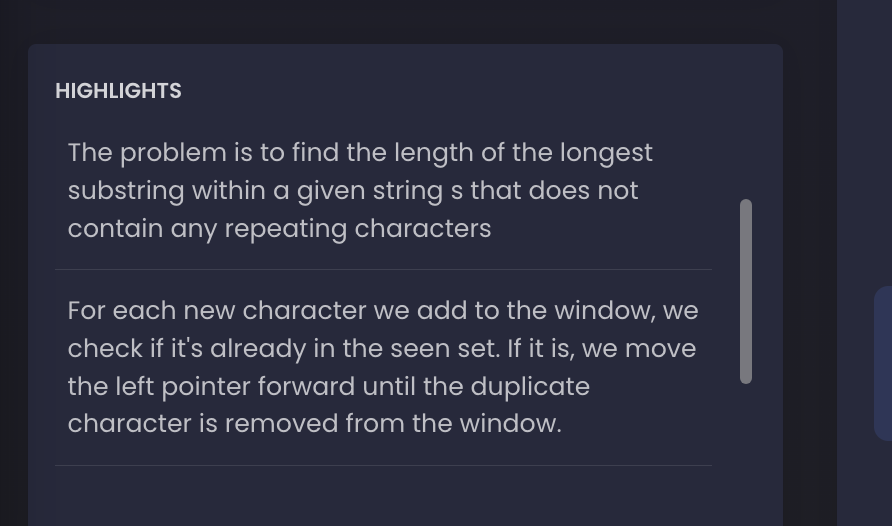 HIGHLIGHTS
The problem is to find the length of the longest
substring within a given string s that does not
contain any repeating characters
For each new character we add to the window, we
check if it's already in the seen set. If it is, we move
the left pointer forward until the duplicate
character is removed from the window.